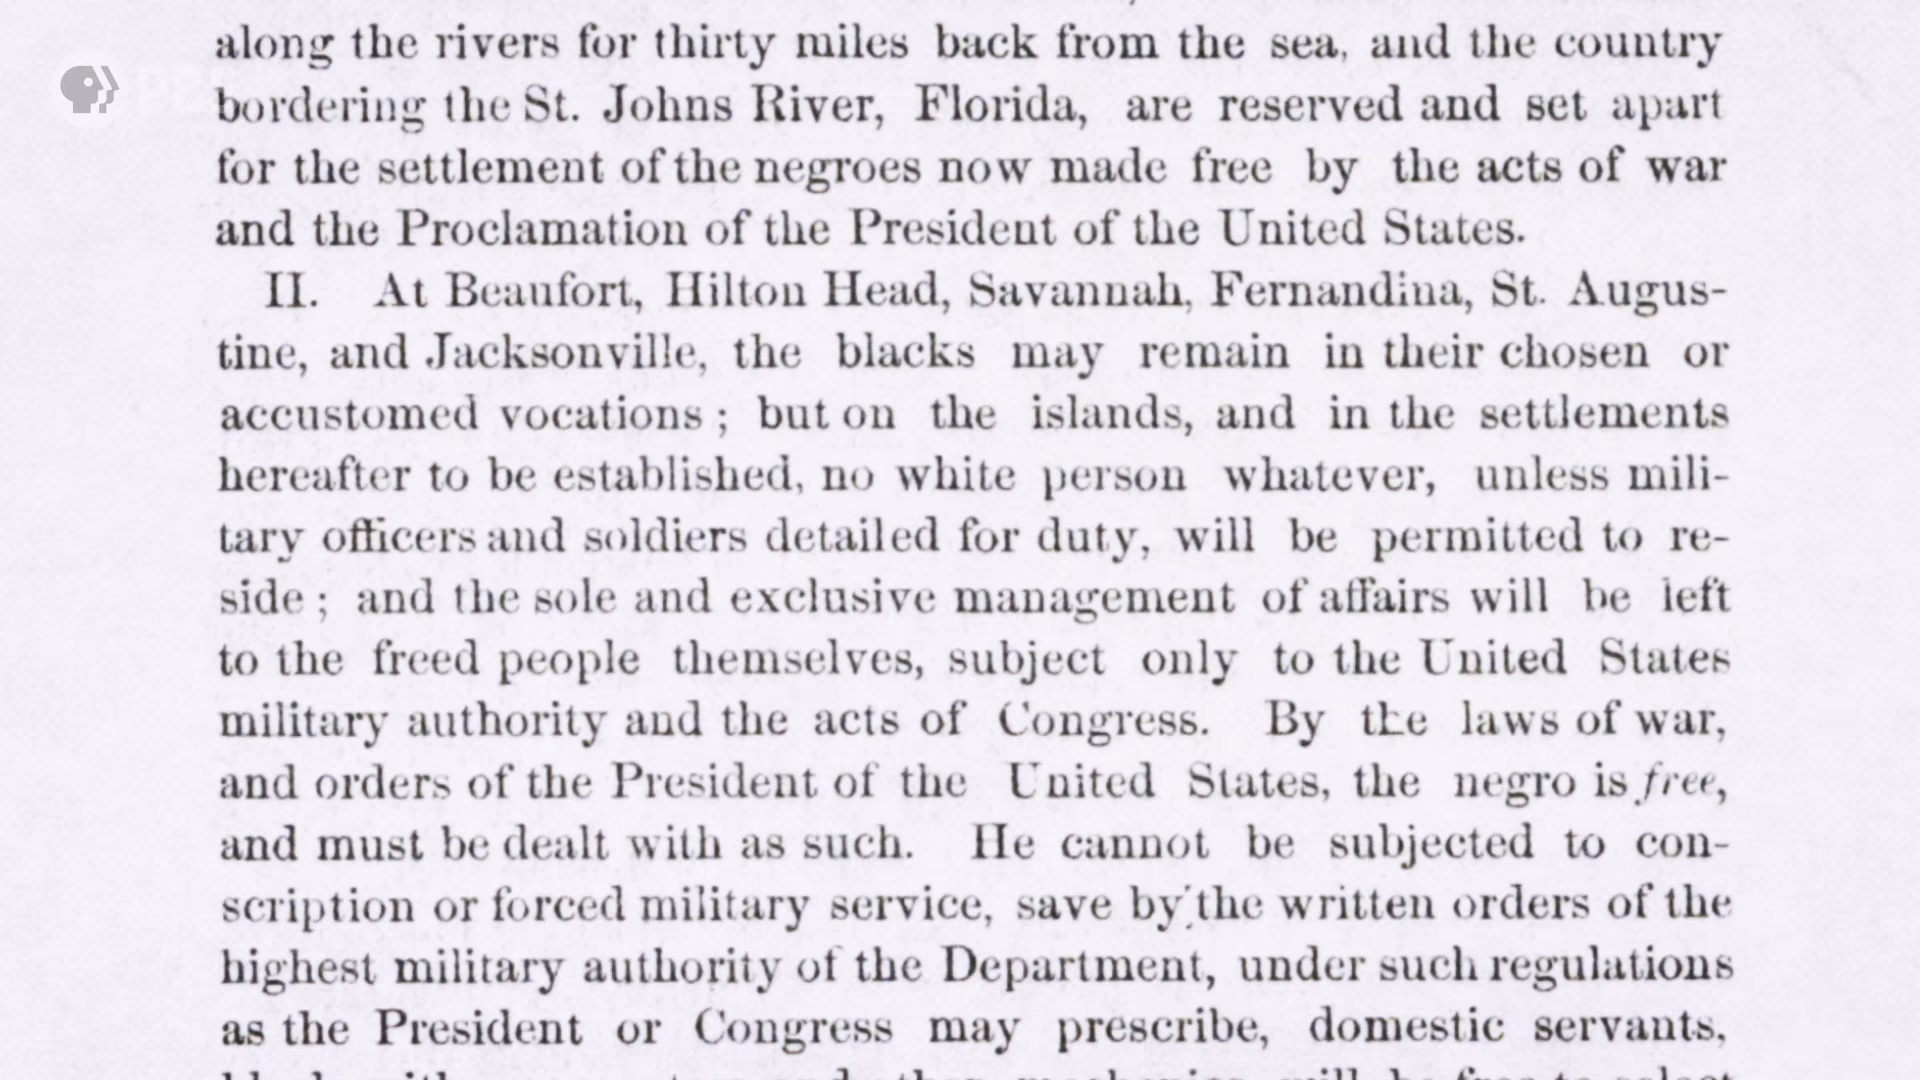 along the rivers for thirty miles back from the sea, and the country
bordering the St. Johns River, Florida, are reserved and set apart
for the settlement of the negroes now made free by the acts of war
and the Proclamation of the President of the United States.
II. At Beaufort, Hilton Head, Savannah, Fernandina, St. Augus-
tine, and Jacksonville, the blacks may remain in their chosen or
accustomed vocations; but on the islands, and in the settlements
hereafter to be established, no white person whatever, unless mili-
tary officers and soldiers detailed for duty, will be permitted to re-
side; and the sole and exclusive management of affairs will be left
to the freed people themselves, subject only to the United States
military authority and the acts of Congress. By the laws of war,
and orders of the President of the United States, the negro is free,
and must be dealt with as such. He cannot be subjected to con-
scription or forced military service, save by the written orders of the
highest military authority of the Department, under such regulations
as the President or Congress may prescribe, domestic servants,
and other mechanics, will be free to select